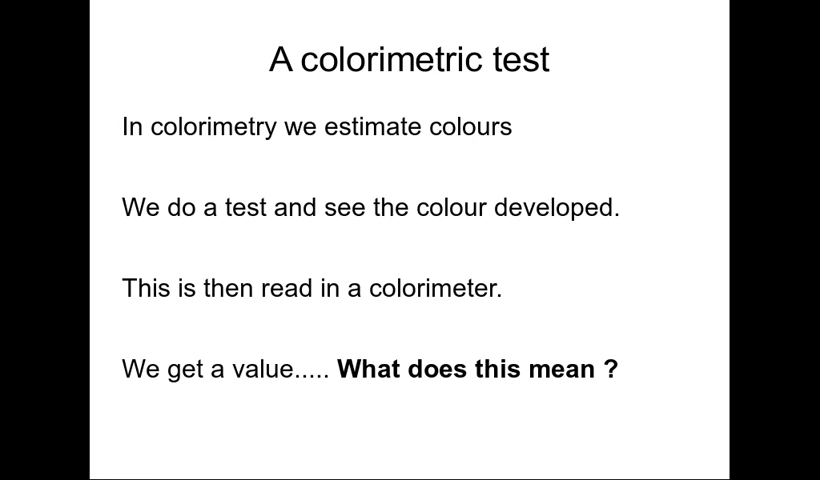 A colorimetric test
In colorimetry we estimate colours
We do a test and see the colour developed.
This is then read in a colorimeter.
We get a value..... What does this mean ?